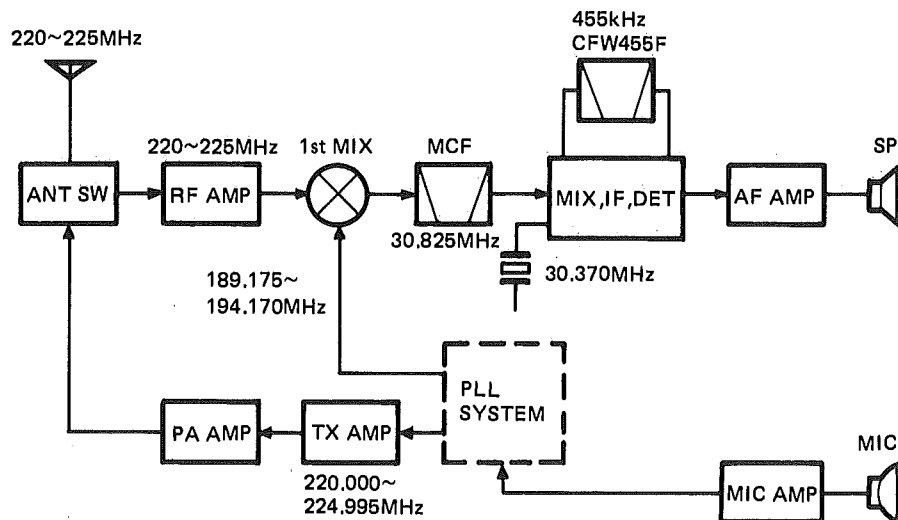 455kHz
CFW455F
220~225MHz
220~225MHz
1st MIX
MCF
SP
ANT SW
RF AMP
MIX,IF,DET
AF AMP
30.825MHz
30.370MHz
189.175~
194.170MHz
PLL
SYSTEM
PA AMP
TX AMP
MIC
220.000~
224.995MHz
MIC AMP